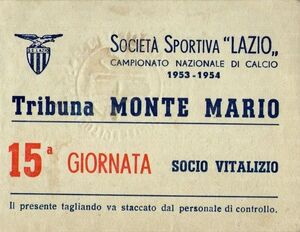 S.S. LAZIO
SOCIETÀ SPORTIVA "LAZIO„
CAMPIONATO NAZIONALE DI CALCIO
1953-1954
Tribuna MONTE MARIO
15ª GIORNATA SOCIO VITALIZIO
Il presente tagliando va staccato dal personale di controllo.